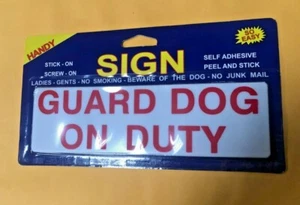 HANDY
SO EASY
STICK - ON
SCREW - ON
SIGN
SELF ADHESIVE
PEEL AND STICK
LADIES - GENTS - NO SMOKING - BEWARE OF THE DOG - NO JUNK MAIL
GUARD DOG
ON DUTY